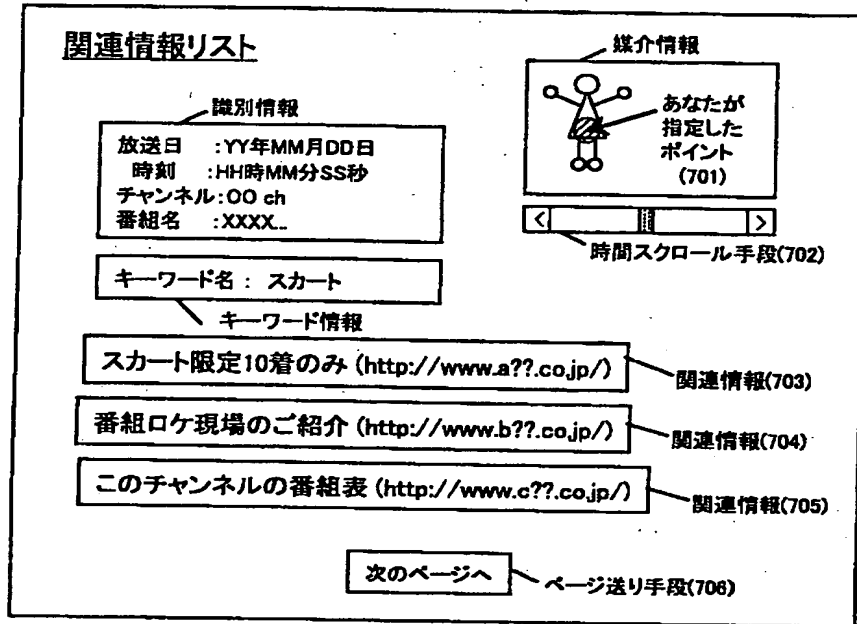 関連情報リスト
媒介情報
識別情報
放送日 :YY年MM月DD日
時刻 :HH時MM分SS秒
チャンネル:OO ch
番組名 :XXXX...
あなたが
指定した
ポイント
(701)
< >
時間スクロール手段(702)
キーワード名: スカート
キーワード情報
スカート限定10着のみ (http://www.a??.co.jp/)
関連情報(703)
番組ロケ現場のご紹介 (http://www.b??.co.jp/)
関連情報(704)
このチャンネルの番組表 (http://www.c??.co.jp/)
関連情報(705)
次のページへ
ページ送り手段(706)